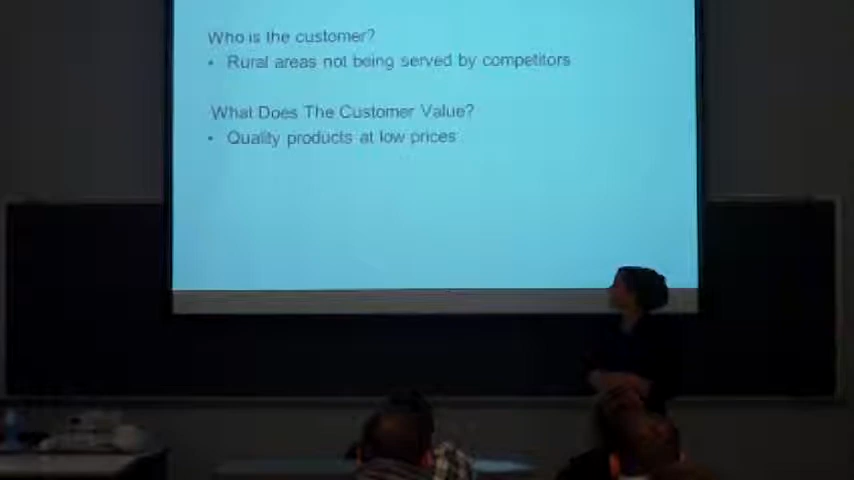 Who is the customer?
• Rural areas not being served by competitors
What Does The Customer Value?
• Quality products at low prices